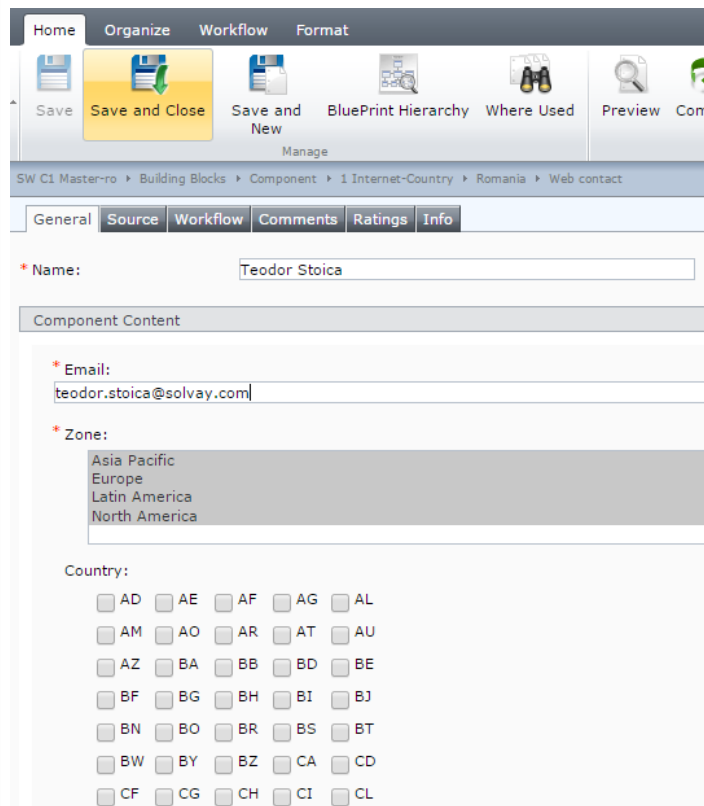 Home Organize Workflow Format
Save Save and Close Save and New BluePrint Hierarchy Where Used Preview
Manage
SW C1 Master-ro Building Blocks Component 1 Internet-Country Romania Web contact
General Source Workflow Comments Ratings Info
* Name: Teodor Stoica
Component Content
* Email:
teodor.stoica@solvay.com
* Zone:
Asia Pacific
Europe
Latin America
North America
Country:
AD AE AF AG AL
AM AO AR AT AU
AZ BA BB BD BE
BF BG BH BI BJ
BN BO BR BS BT
BW BY BZ CA CD
CF CG CH CI CL